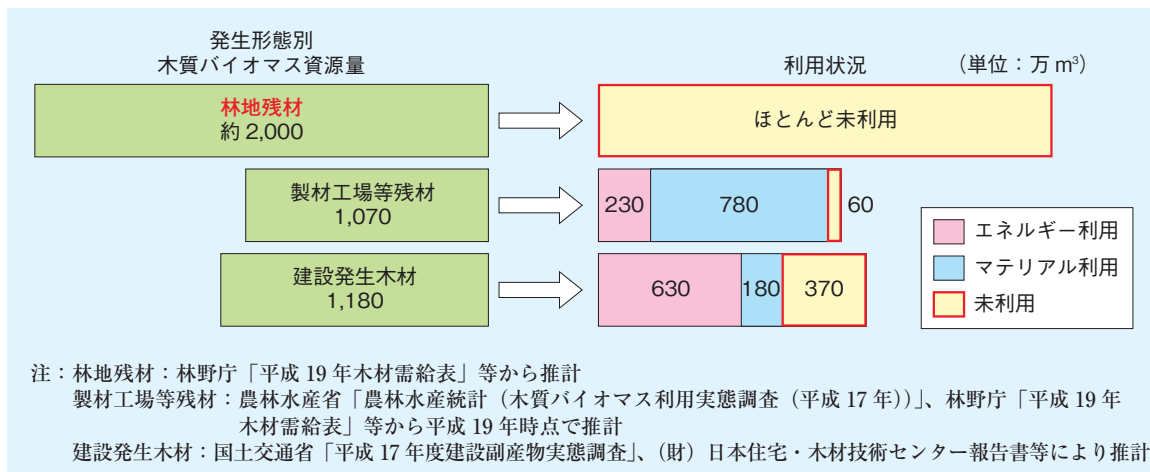 発生形態別
木質バイオマス資源量
利用状況
(単位:万 m³)
林地残材
約 2,000
ほとんど未利用
製材工場等残材
1,070
230
780
60
建設発生木材
1,180
630
180
370
エネルギー利用
マテリアル利用
未利用
注:林地残材:林野庁「平成 19 年木材需給表」等から推計
製材工場等残材:農林水産省「農林水産統計(木質バイオマス利用実態調査(平成 17 年))」、林野庁「平成 19 年
木材需給表」等から平成 19 年時点で推計
建設発生木材:国土交通省「平成 17 年度建設副産物実態調査」、(財)日本住宅・木材技術センター報告書等により推計